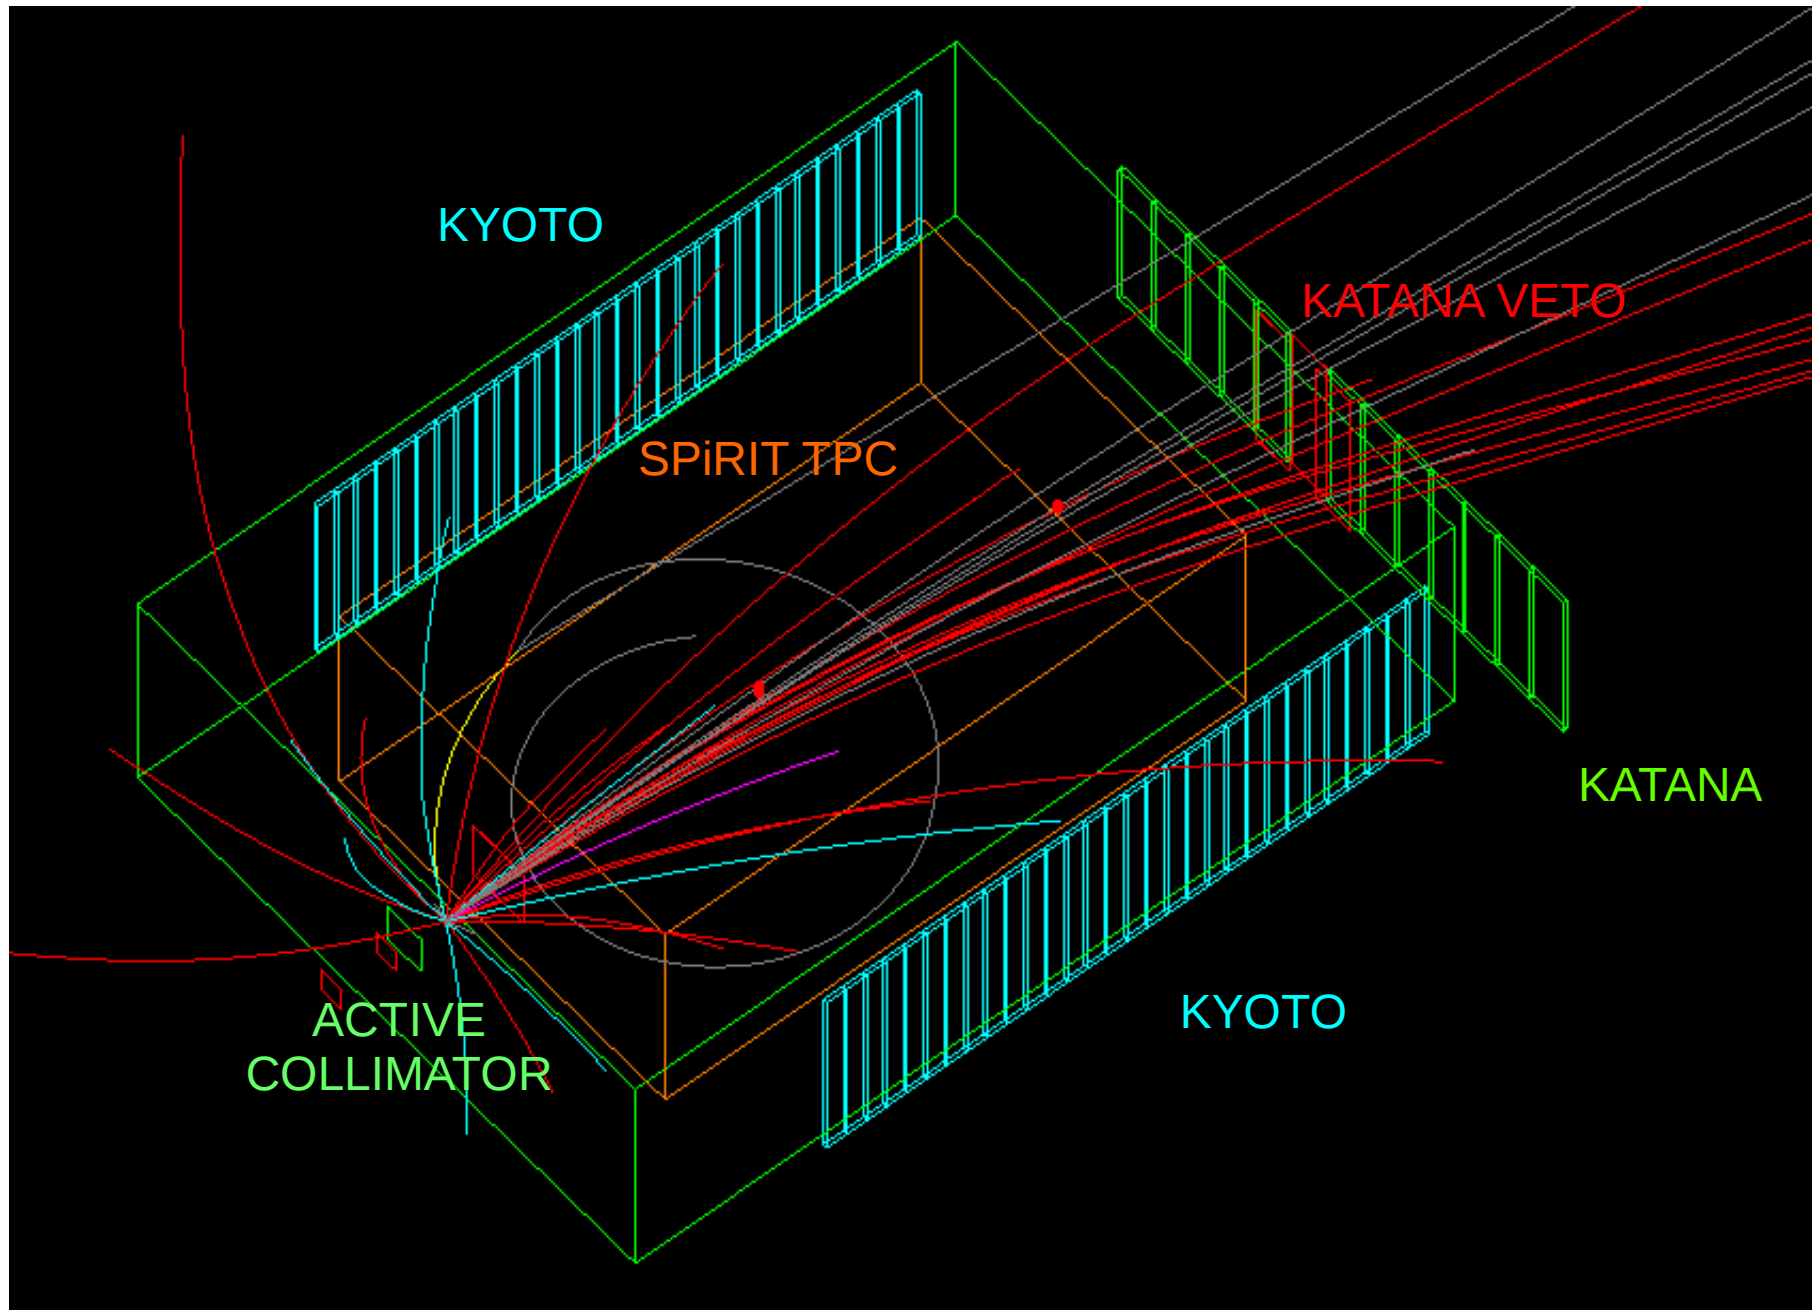 KYOTO
KATANA VETO
SPiRIT TPC
KATANA
KYOTO
ACTIVE
COLLIMATOR